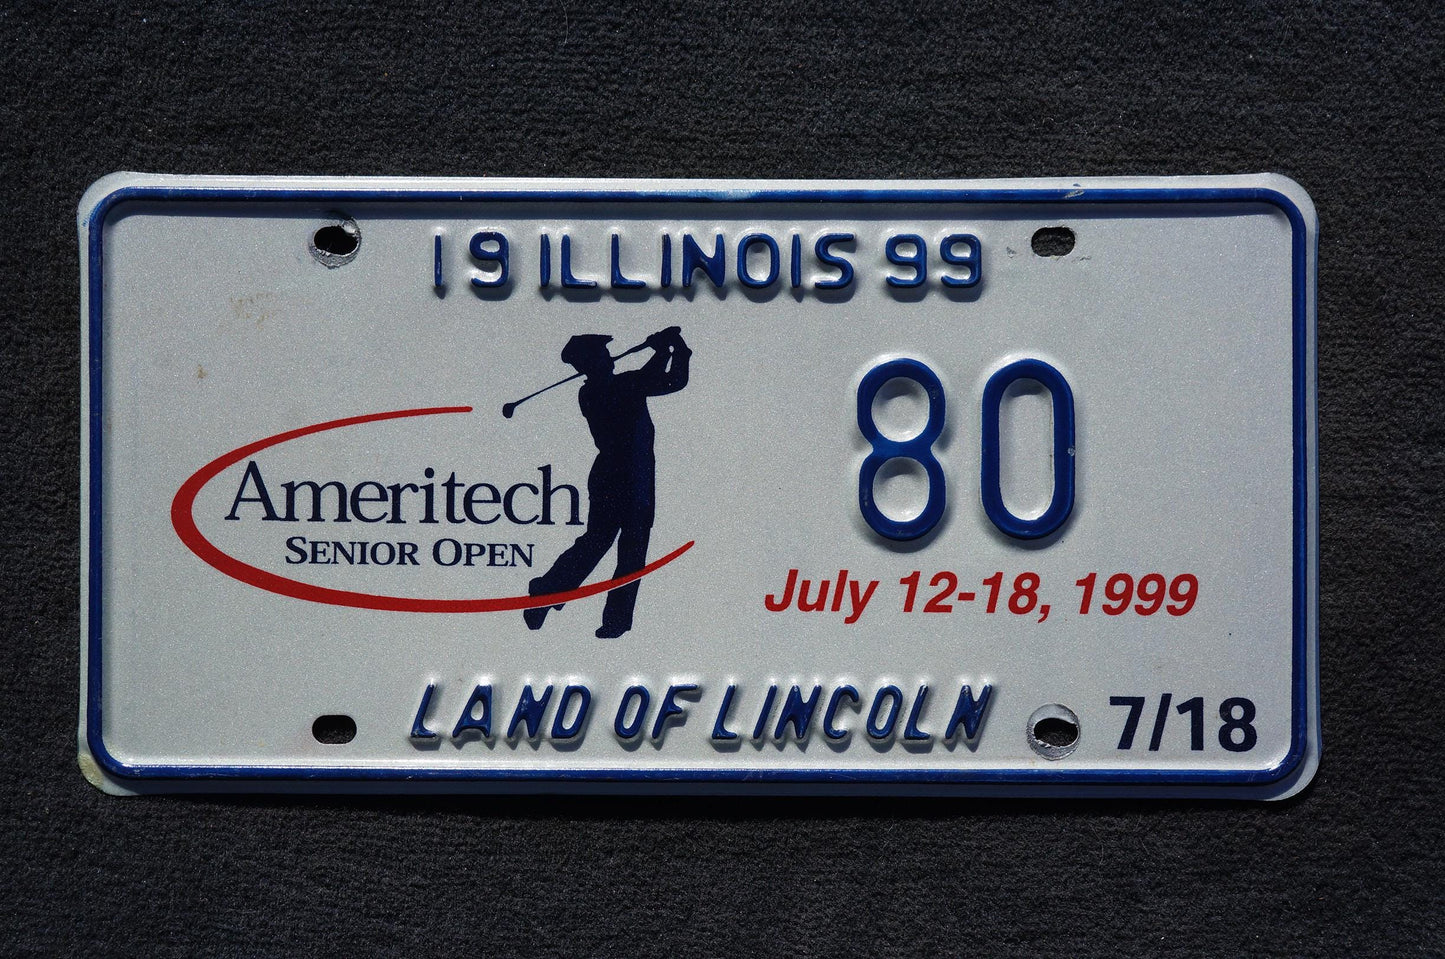 19 ILLINOIS 99
80
Ameritech
SENIOR OPEN
July 12-18, 1999
LAND OF LINCOLN
7/18